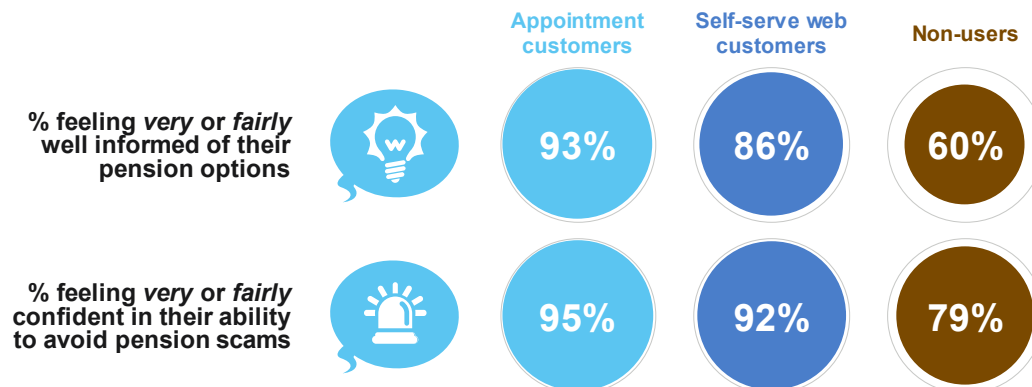 Appointment customers
Self-serve web customers
Non-users
% feeling very or fairly
well informed of their
pension options
93%
86%
60%
% feeling very or fairly
confident in their ability
to avoid pension scams
95%
92%
79%